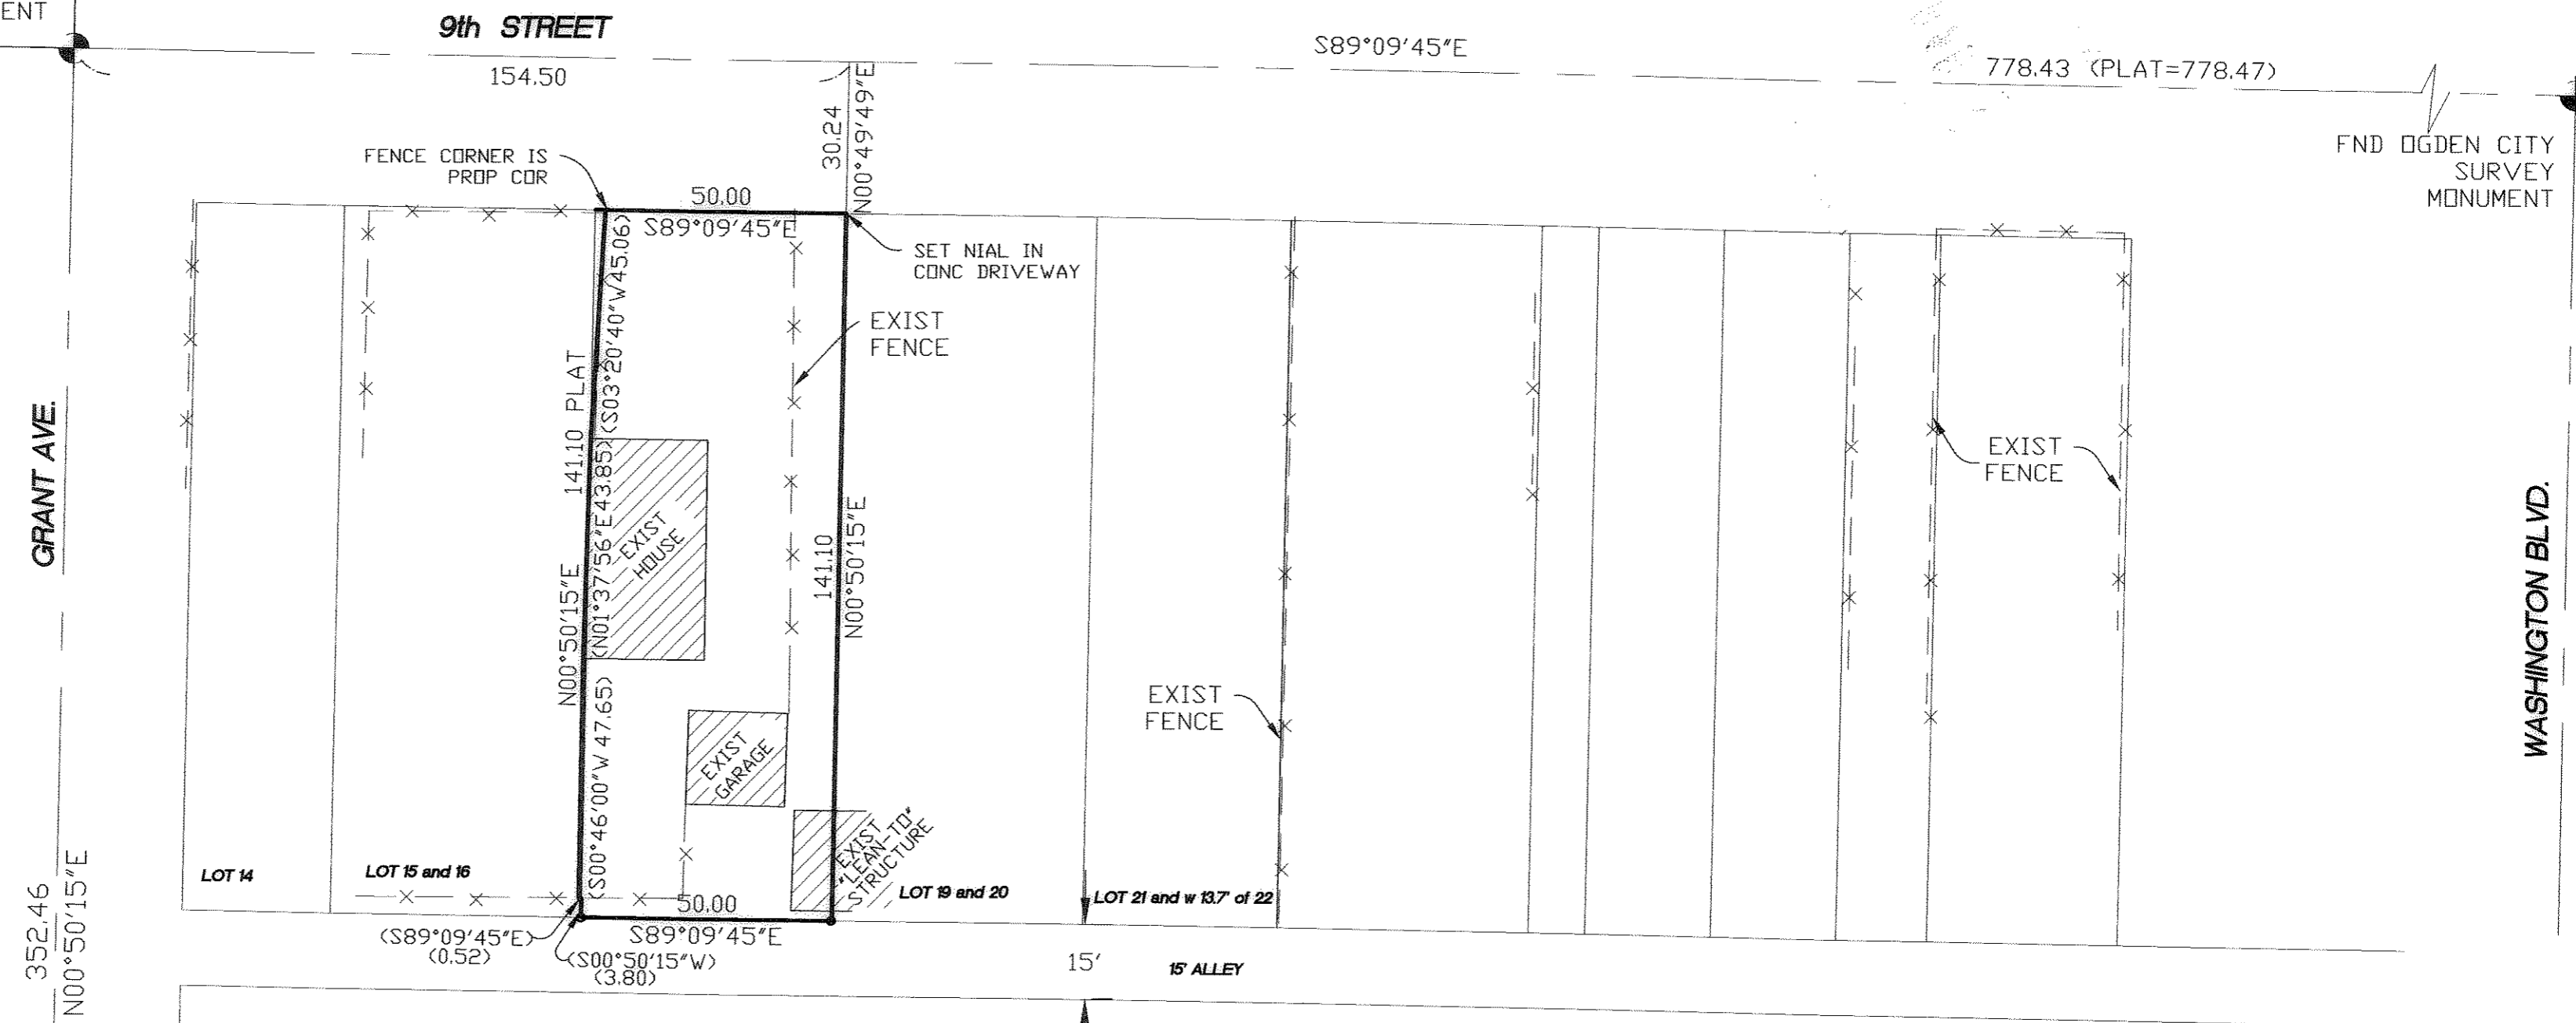 ENT
9th STREET
154.50
S89°09'45"E
778.43 (PLAT=778.47)
30.24
N00°49'49"E
FND OGDEN CITY
SURVEY
MONUMENT
FENCE CORNER IS
PROP COR
50.00
S89°09'45"E
SET NIAL IN
CONC DRIVEWAY
EXIST
FENCE
(S03°20'40"W45.06)
141.10 PLAT
GRANT AVE.
(N01°37'56"E43.85)
EXIST
HOUSE
N00°50'15"E
141.10
N00°50'15"E
EXIST
FENCE
WASHINGTON BLVD.
(S00°46'00"W 47.65)
EXIST
GARAGE
EXIST
FENCE
EXIST
"LEAN-TO"
STRUCTURE
LOT 14
LOT 15 and 16
50.00
LOT 19 and 20
LOT 21 and w 13.7' of 22
352.46
N00°50'15"E
(S89°09'45"E)
(0.52)
S89°09'45"E
(S00°50'15"W)
(3.80)
15'
15' ALLEY